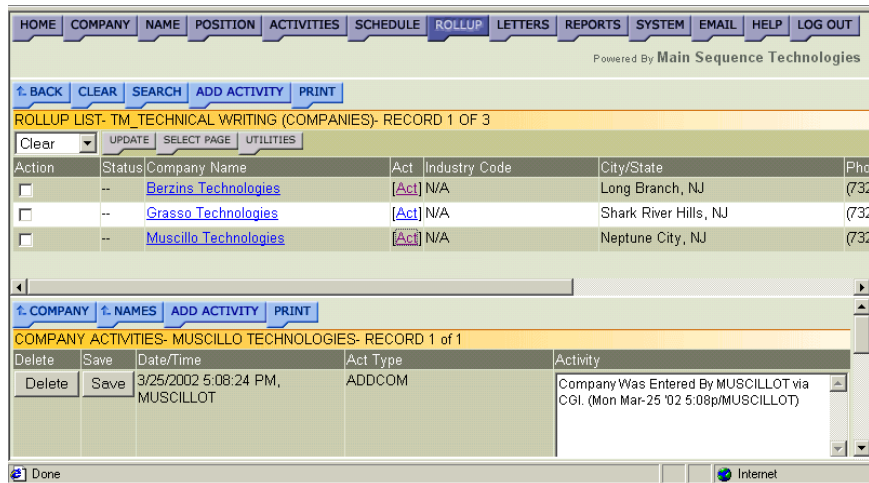 HOME COMPANY NAME POSITION ACTIVITIES SCHEDULE ROLLUP LETTERS REPORTS SYSTEM EMAIL HELP LOG OUT
Powered By Main Sequence Technologies
BACK CLEAR SEARCH ADD ACTIVITY PRINT
ROLLUP LIST- TM_TECHNICAL WRITING (COMPANIES)- RECORD 1 OF 3
Clear UPDATE SELECT PAGE UTILITIES
Action Status Company Name Act Industry Code City/State Pho
-- Berzins Technologies [Act] N/A Long Branch, NJ (732
-- Grasso Technologies [Act] N/A Shark River Hills, NJ (732
-- Muscillo Technologies [Act] N/A Neptune City, NJ (732
COMPANY NAMES ADD ACTIVITY PRINT
COMPANY ACTIVITIES- MUSCILLO TECHNOLOGIES- RECORD 1 of 1
Delete Save Date/Time Act Type Activity
Delete Save 3/25/2002 5:08:24 PM, ADDCOM Company Was Entered By MUSCILLOT via
MUSCILLOT CGI. (Mon Mar-25 '02 5:08p/MUSCILLOT)
Done Internet